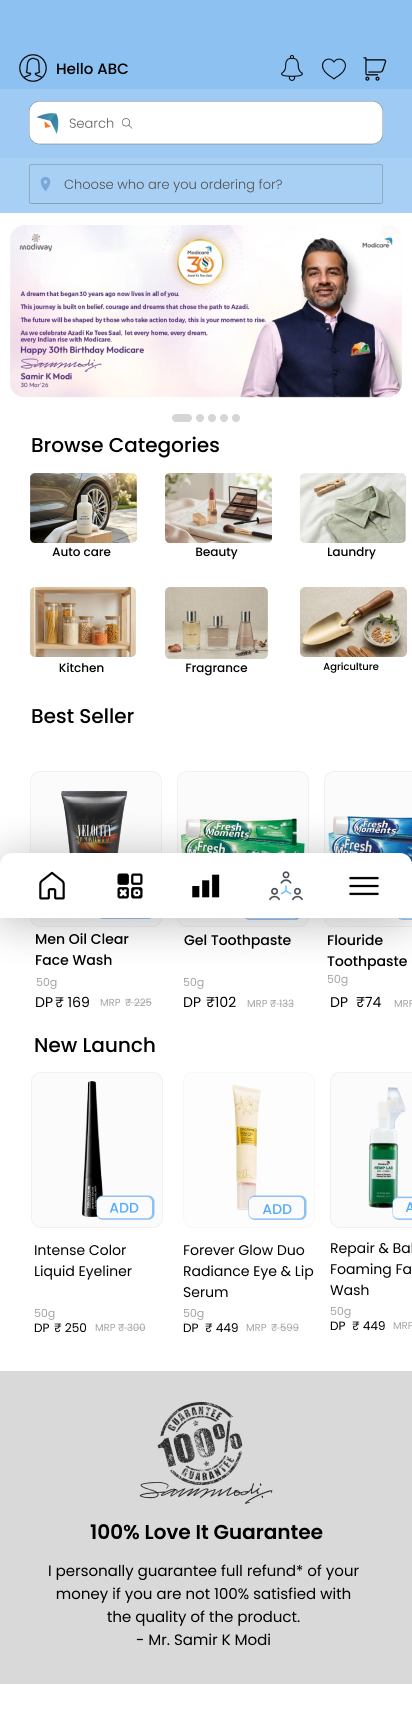 Hello ABC
Search
Choose who are you ordering for?
modiway
Modicare
30
Modicare
A dream that began 30 years ago now lives in all of you.
This journey is built on belief, courage and dreams that chose the path to Azadi.
The future will be shaped by those who take action today, this is your moment to rise.
As we celebrate Azadi Ke Tees Saal, let every home, every dream,
every Indian rise with Modicare.
Happy 30th Birthday Modicare
Samir K Modi
30 Mar'26
Browse Categories
Auto care
Beauty
Laundry
Kitchen
Fragrance
Agriculture
Best Seller
VELOCITY
Fresh
Moments
Fresh
Moments
Men Oil Clear
Face Wash
50g
DP ₹ 169 MRP ₹ 225
Gel Toothpaste
50g
DP ₹102 MRP ₹ 133
Flouride
Toothpaste
50g
DP ₹74 MRP
New Launch
ADD
ADD
A
Intense Color
Liquid Eyeliner
50g
DP ₹ 250 MRP ₹ 300
Forever Glow Duo
Radiance Eye & Lip
Serum
50g
DP ₹ 449 MRP ₹ 599
Repair & Ba
Foaming Fa
Wash
50g
DP ₹ 449 MRP
GUARANTEE
100%
GUARANTEE
100% Love It Guarantee
I personally guarantee full refund* of your
money if you are not 100% satisfied with
the quality of the product.
- Mr. Samir K Modi